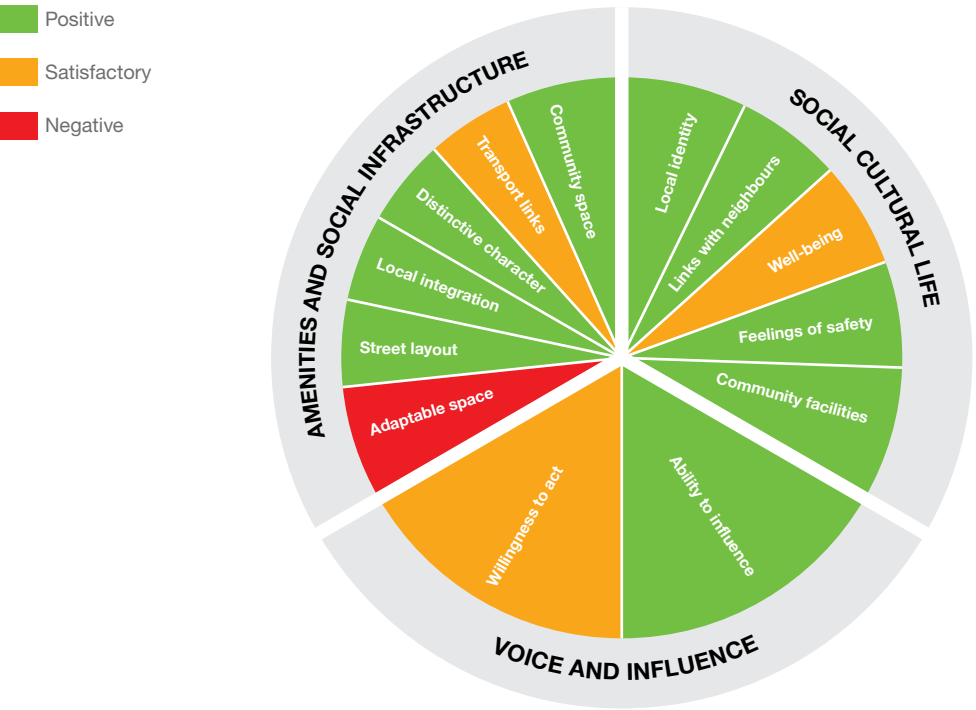 Positive
Satisfactory
Negative
AMENITIES AND SOCIAL INFRASTRUCTURE
Community space
Transport links
Distinctive character
Local integration
Street layout
Adaptable space
SOCIAL CULTURAL LIFE
Local identity
Links with neighbours
Well-being
Feelings of safety
Community facilities
VOICE AND INFLUENCE
Willingness to act
Ability to influence